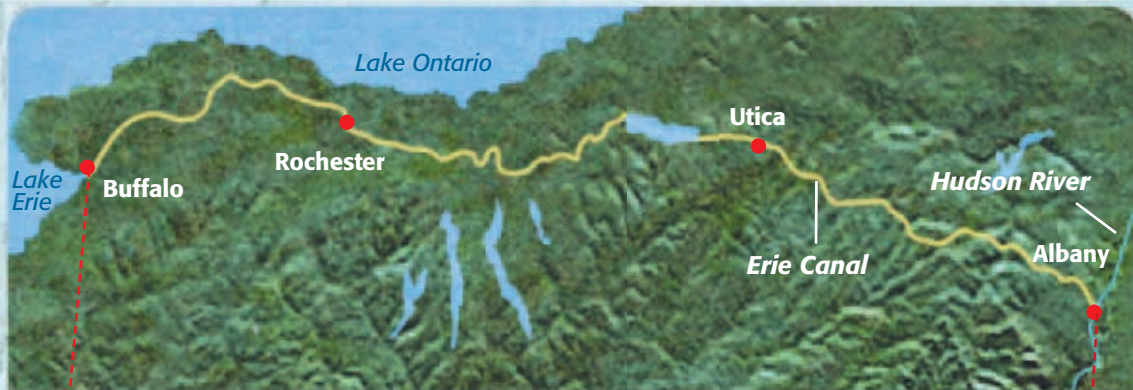 Lake Ontario
Utica
Rochester
Lake
Erie
Buffalo
Hudson River
Albany
Erie Canal